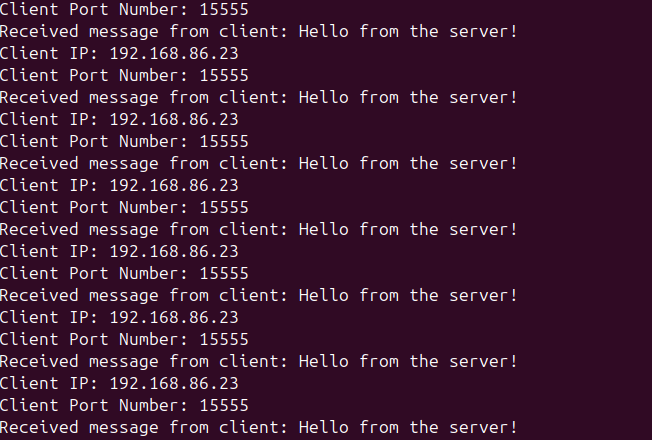 Client Port Number: 15555
Received message from client: Hello from the server!
Client IP: 192.168.86.23
Client Port Number: 15555
Received message from client: Hello from the server!
Client IP: 192.168.86.23
Client Port Number: 15555
Received message from client: Hello from the server!
Client IP: 192.168.86.23
Client Port Number: 15555
Received message from client: Hello from the server!
Client IP: 192.168.86.23
Client Port Number: 15555
Received message from client: Hello from the server!
Client IP: 192.168.86.23
Client Port Number: 15555
Received message from client: Hello from the server!
Client IP: 192.168.86.23
Client Port Number: 15555
Received message from client: Hello from the server!